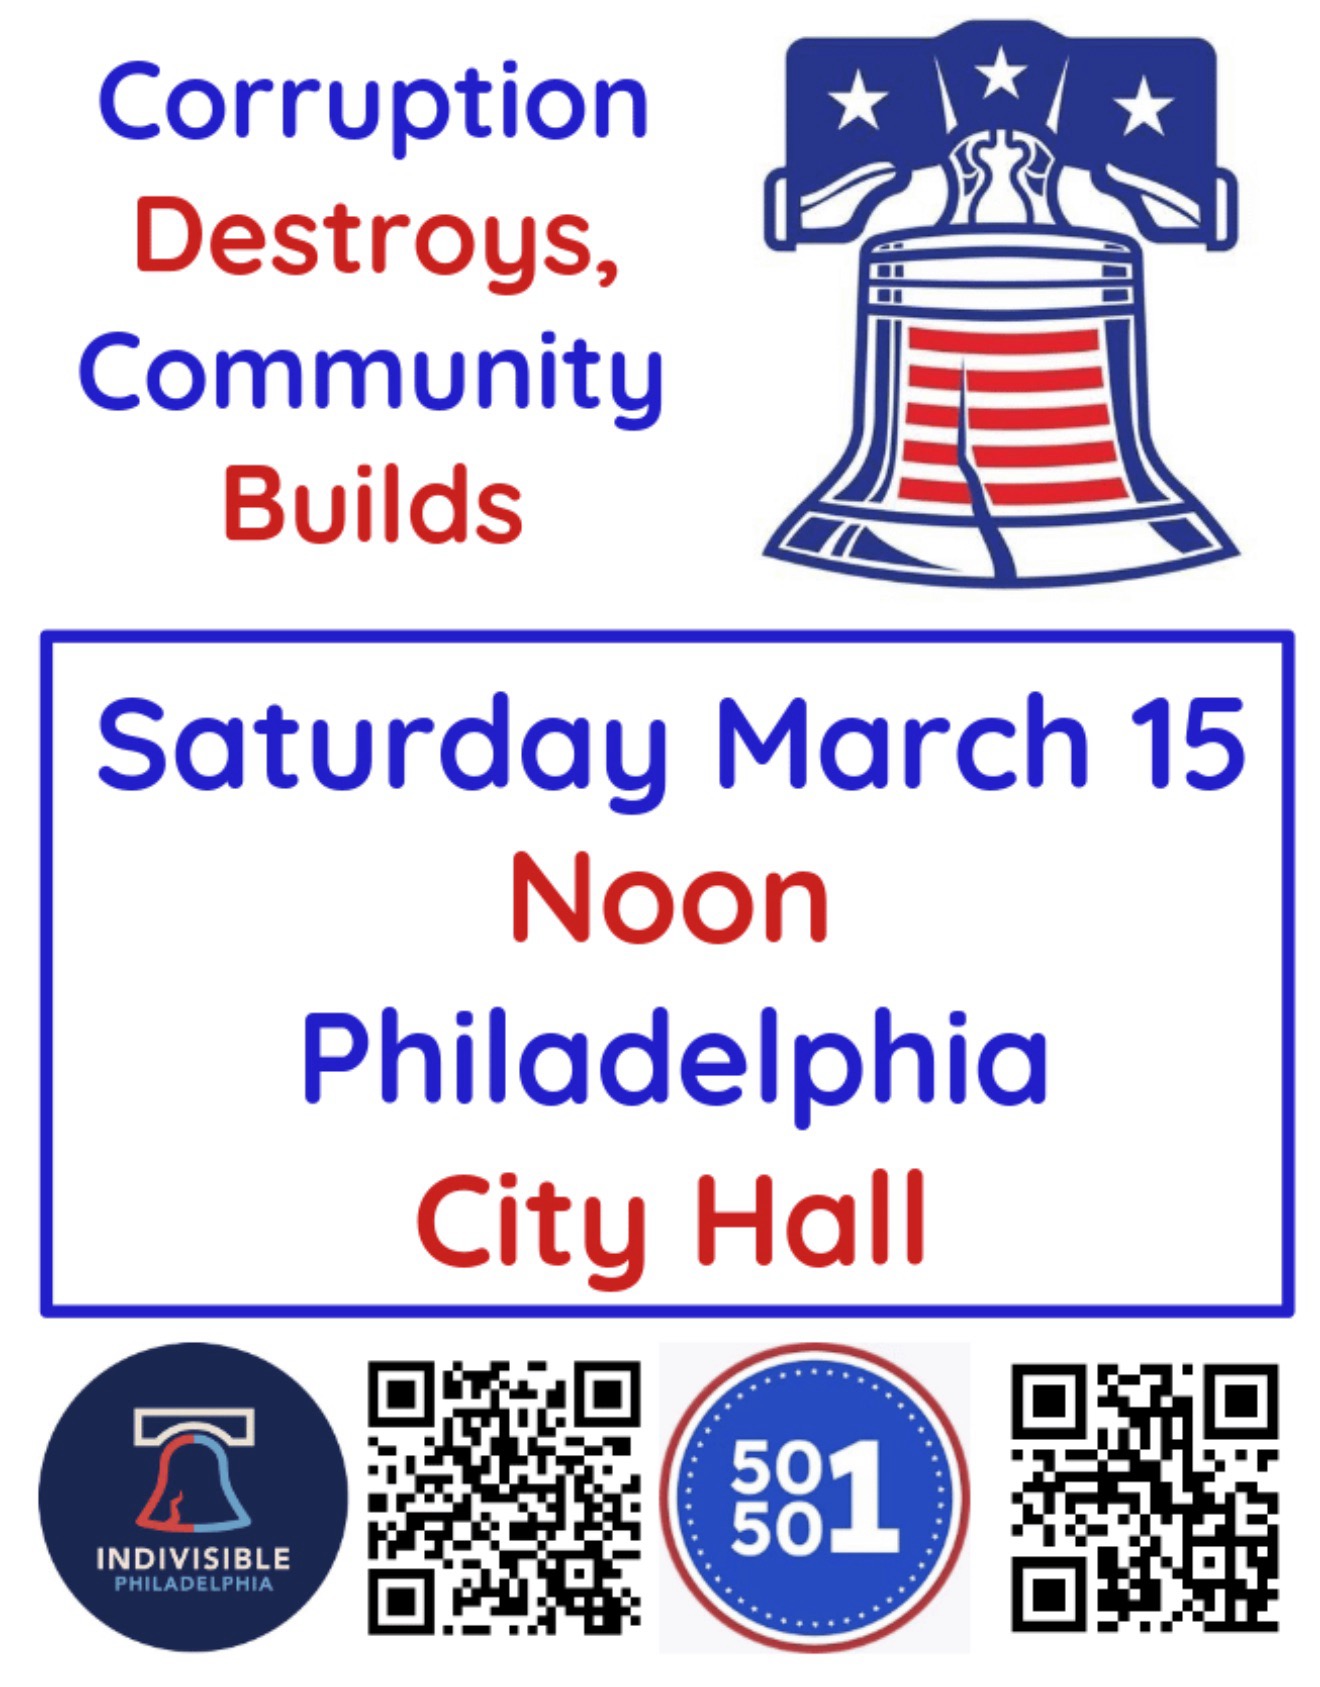 Corruption
Destroys,
Community
Builds
Saturday March 15
Noon
Philadelphia
City Hall
INDIVISIBLE
PHILADELPHIA
50
50
1